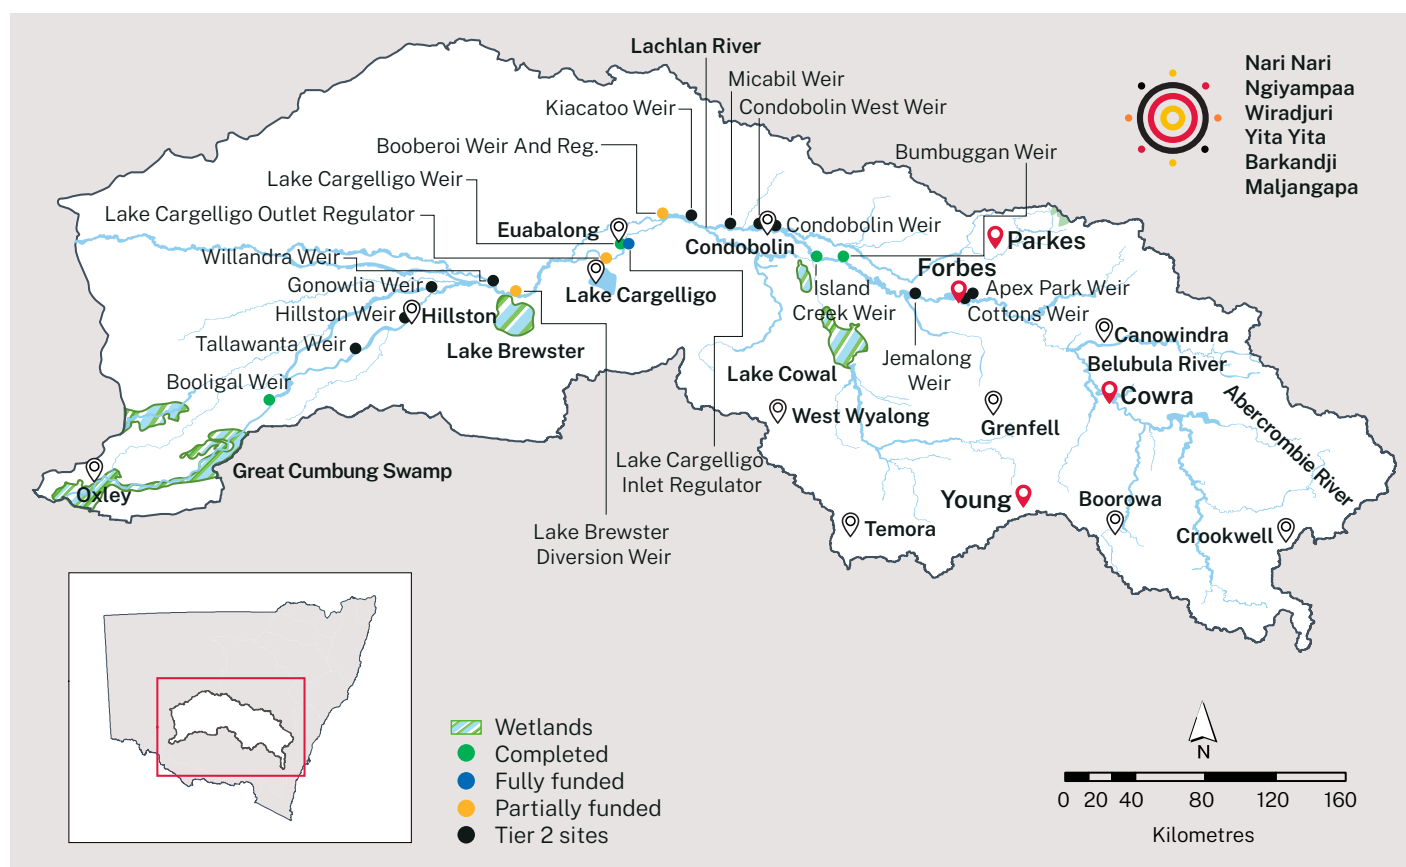 Lachlan River
Micabil Weir
Kiacatoo Weir
Condobolin West Weir
Booberoi Weir And Reg.
Bumbuggan Weir
Lake Cargelligo Weir
Lake Cargelligo Outlet Regulator
Euabalong
Condobolin Weir
Condobolin
Parkes
Willandra Weir
Forbes
Gonowlia Weir
Lake Cargelligo
Island
Creek Weir
Apex Park Weir
Cottons Weir
Hillston Weir
Hillston
Canowindra
Tallawanta Weir
Lake Brewster
Jemalong
Weir
Belubula River
Lake Cowal
Booligal Weir
Cowra
Abercrombie River
West Wyalong
Grenfell
Great Cumbung Swamp
Lake Cargelligo
Inlet Regulator
Oxley
Young
Boorowa
Temora
Crookwell
Lake Brewster
Diversion Weir
Nari Nari
Ngiyampaa
Wiradjuri
Yita Yita
Barkandji
Maljangapa
Wetlands
Completed
Fully funded
Partially funded
Tier 2 sites
N
0 20 40 80 120 160
Kilometres